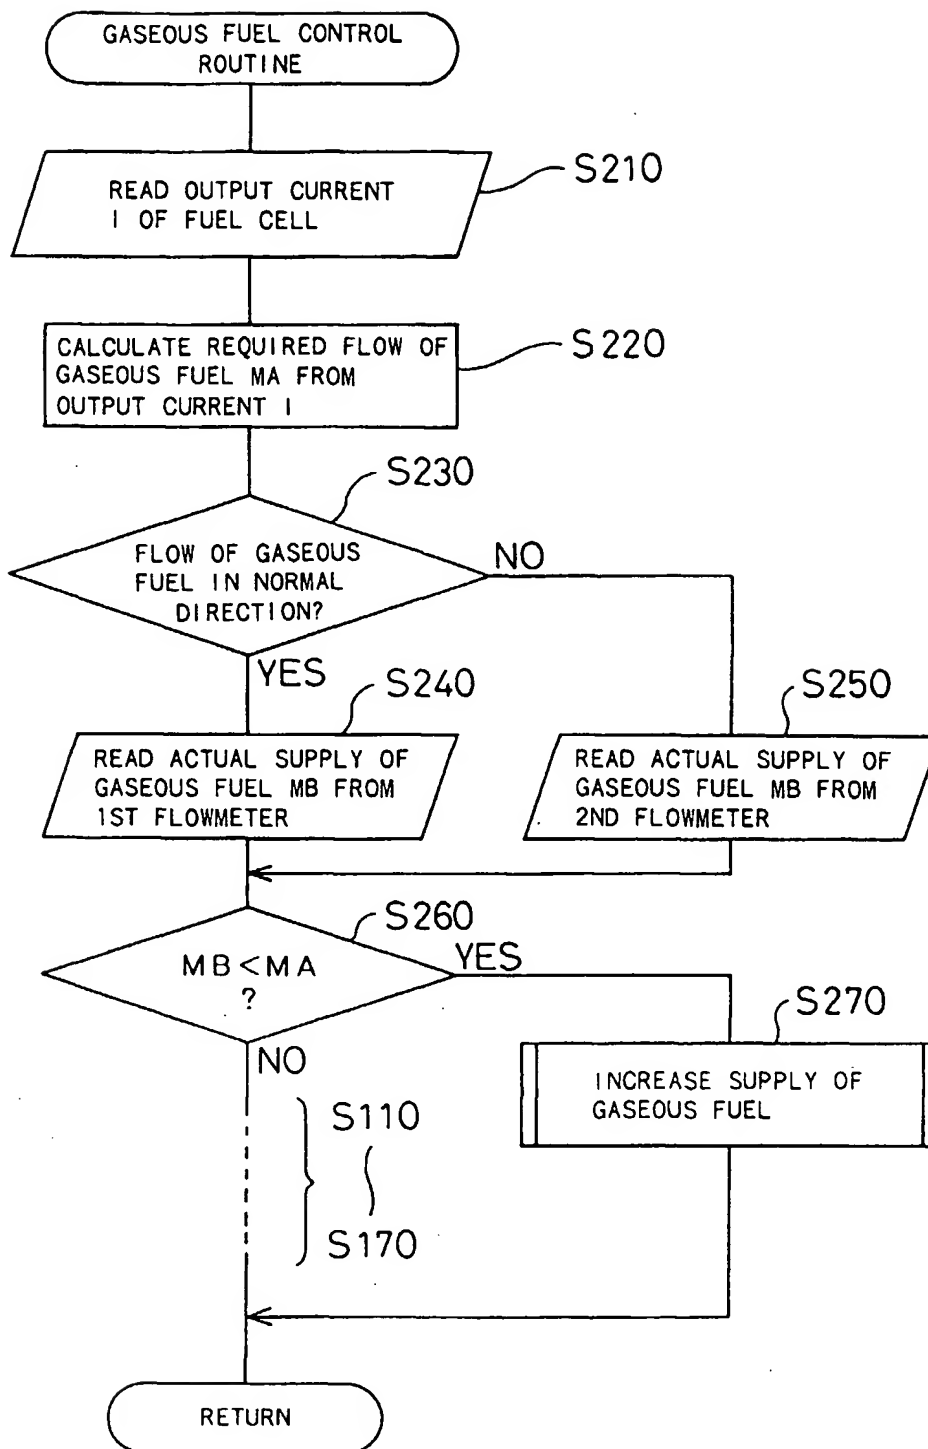 GASEOUS FUEL CONTROL
ROUTINE
S210
READ OUTPUT CURRENT
I OF FUEL CELL
S220
CALCULATE REQUIRED FLOW OF
GASEOUS FUEL MA FROM
OUTPUT CURRENT I
S230
FLOW OF GASEOUS
FUEL IN NORMAL
DIRECTION?
NO
YES
S240
READ ACTUAL SUPPLY OF
GASEOUS FUEL MB FROM
1ST FLOWMETER
S250
READ ACTUAL SUPPLY OF
GASEOUS FUEL MB FROM
2ND FLOWMETER
S260
MB<MA
?
YES
NO
S270
INCREASE SUPPLY OF
GASEOUS FUEL
S110
S170
RETURN